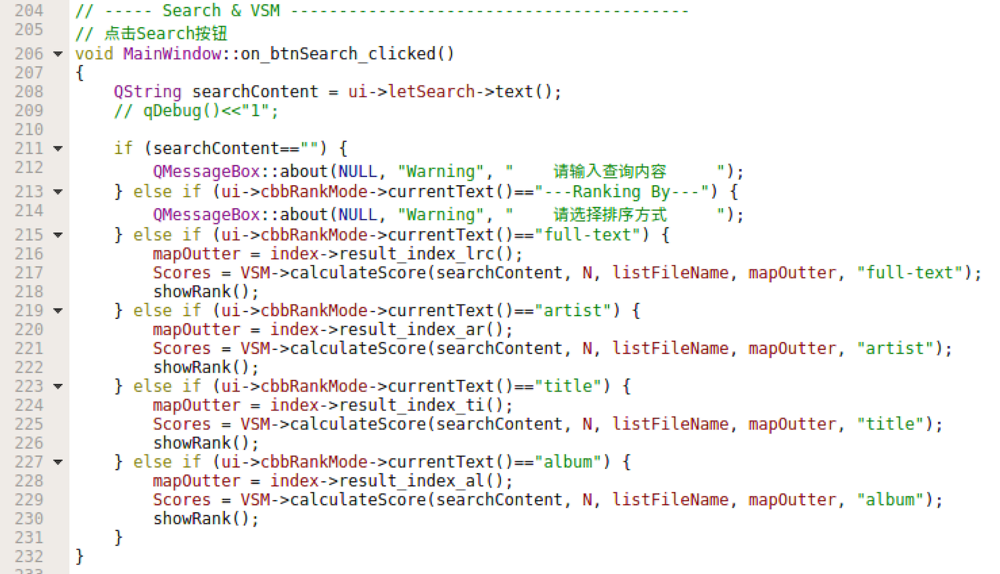 204 // ----- Search & VSM -----------------------------------------
205 // 点击Search按钮
206 void MainWindow::on_btnSearch_clicked()
207 {
208     QString searchContent = ui->letSearch->text();
209     // qDebug()<<"1";
210
211     if (searchContent=="") {
212         QMessageBox::about(NULL, "Warning", "    请输入查询内容     ");
213     } else if (ui->cbbRankMode->currentText()=="---Ranking By---") {
214         QMessageBox::about(NULL, "Warning", "    请选择排序方式     ");
215     } else if (ui->cbbRankMode->currentText()=="full-text") {
216         mapOutter = index->result_index_lrc();
217         Scores = VSM->calculateScore(searchContent, N, listFileName, mapOutter, "full-text");
218         showRank();
219     } else if (ui->cbbRankMode->currentText()=="artist") {
220         mapOutter = index->result_index_ar();
221         Scores = VSM->calculateScore(searchContent, N, listFileName, mapOutter, "artist");
222         showRank();
223     } else if (ui->cbbRankMode->currentText()=="title") {
224         mapOutter = index->result_index_ti();
225         Scores = VSM->calculateScore(searchContent, N, listFileName, mapOutter, "title");
226         showRank();
227     } else if (ui->cbbRankMode->currentText()=="album") {
228         mapOutter = index->result_index_al();
229         Scores = VSM->calculateScore(searchContent, N, listFileName, mapOutter, "album");
230         showRank();
231     }
232 }